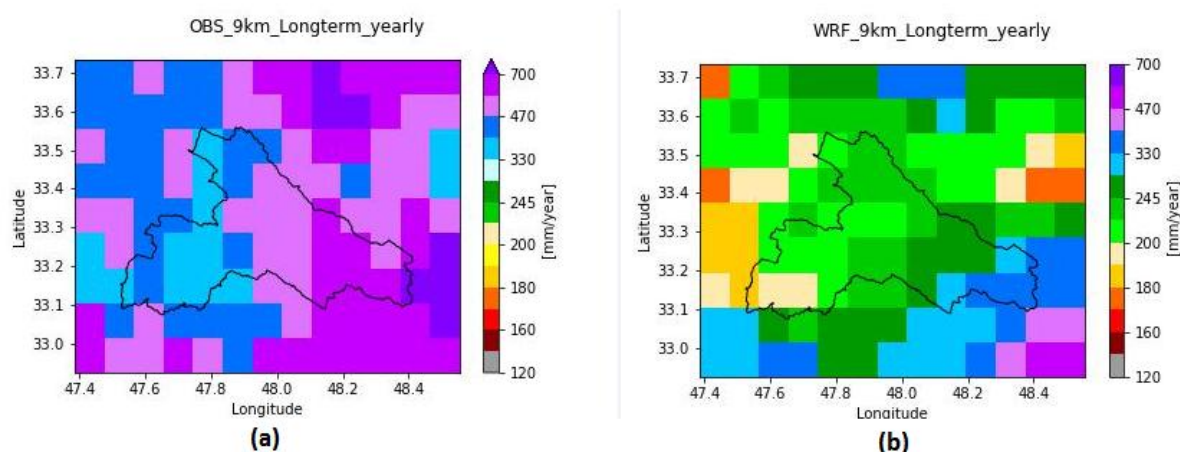 OBS_9km_Longterm_yearly
33.7
33.6
33.5
33.4
33.3
33.2
33.1
33.0
Latitude
47.4 47.6 47.8 48.0 48.2 48.4
Longitude
700
470
330
245
200
180
160
120
[mm/year]
(a)
WRF_9km_Longterm_yearly
33.7
33.6
33.5
33.4
33.3
33.2
33.1
33.0
Latitude
47.4 47.6 47.8 48.0 48.2 48.4
Longitude
700
470
330
245
200
180
160
120
[mm/year]
(b)